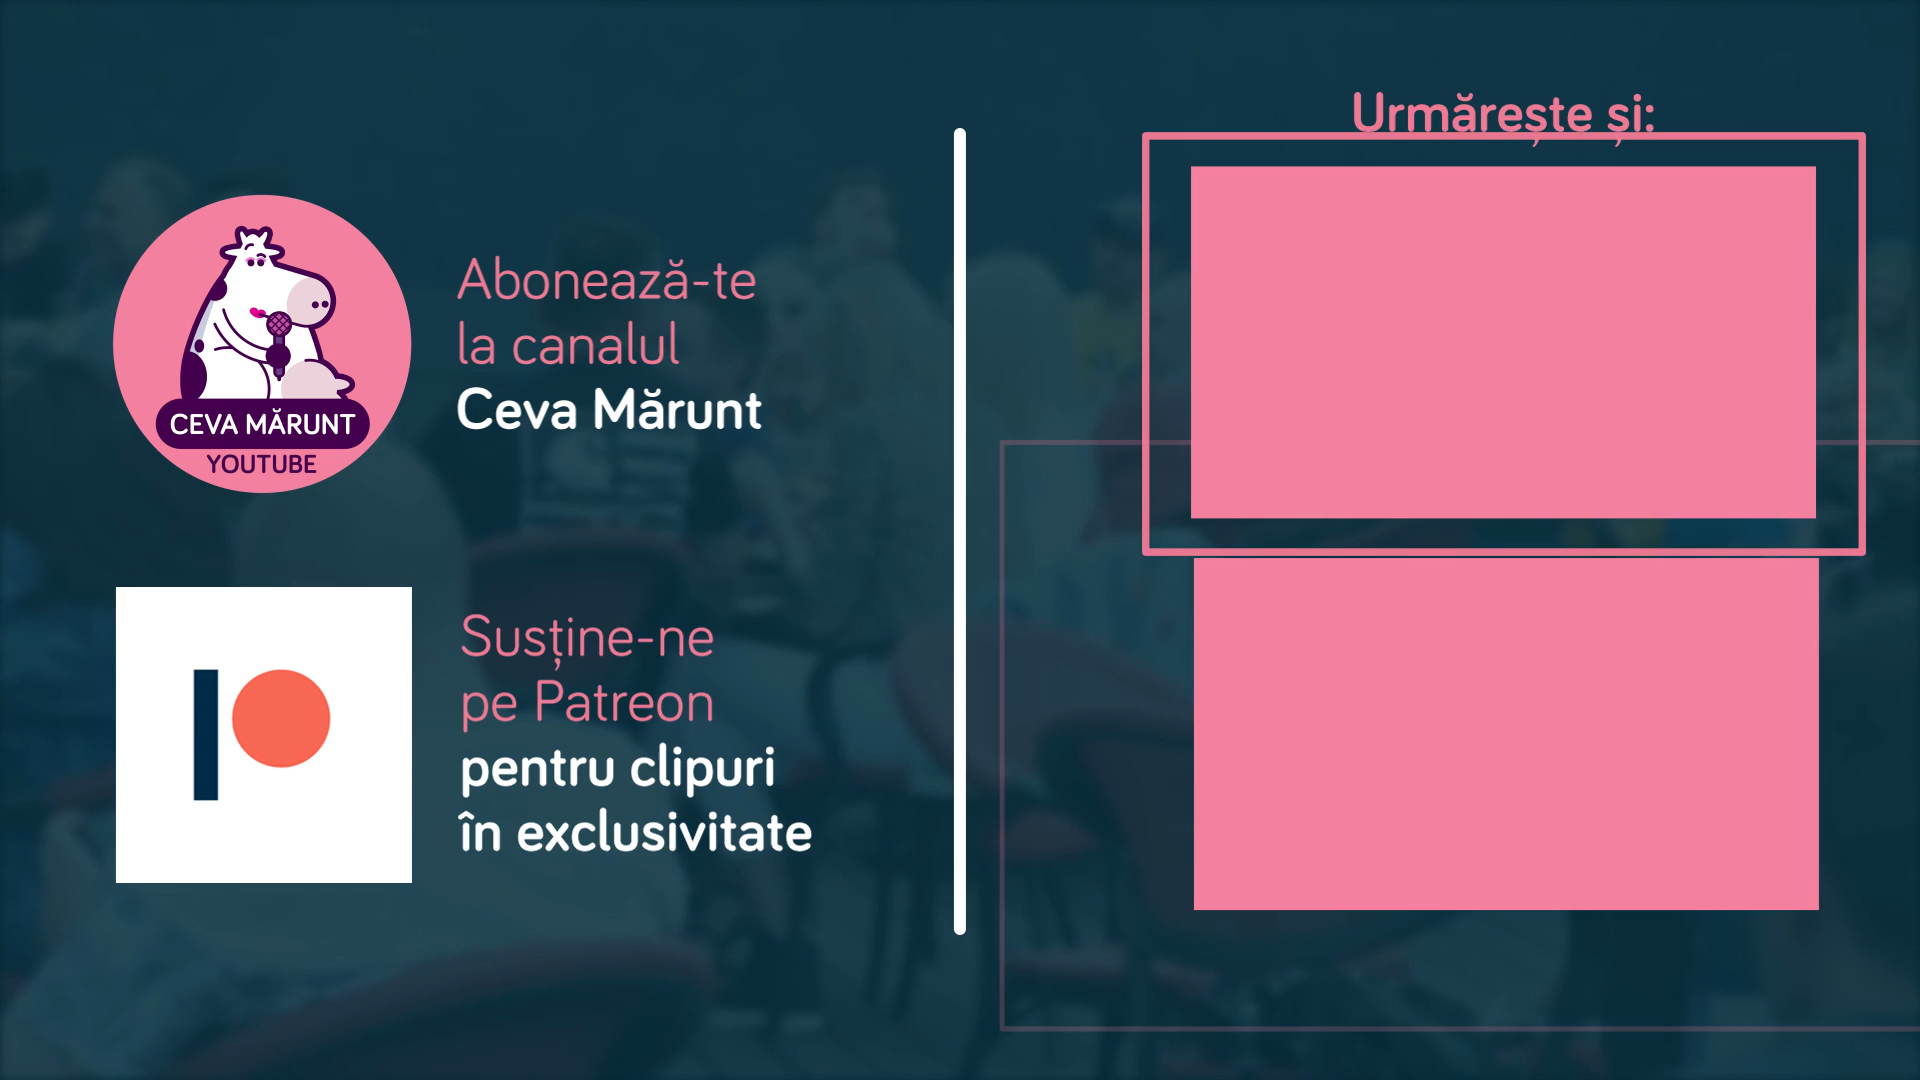 CEVA MĂRUNT
YOUTUBE
Abonează-te
la canalul
Ceva Mărunt
Susține-ne
pe Patreon
pentru clipuri
în exclusivitate
Urmărește și: